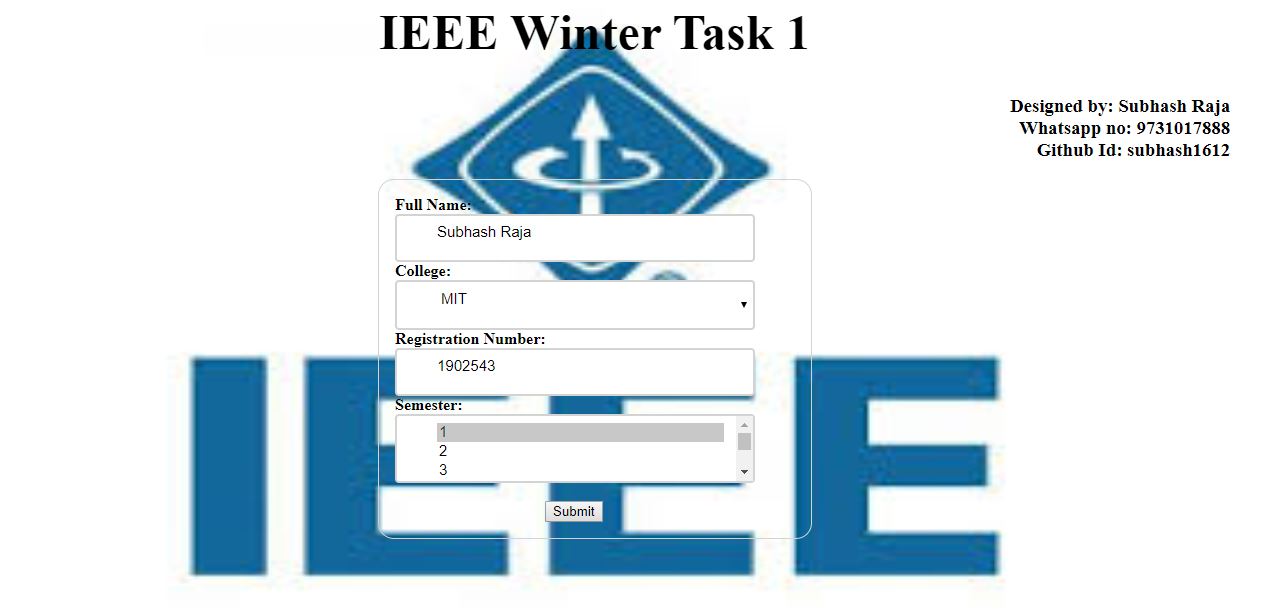 IEEE Winter Task 1
Designed by: Subhash Raja
Whatsapp no: 9731017888
Github Id: subhash1612
Full Name:
Subhash Raja
College:
MIT
Registration Number:
1902543
Semester:
1
2
3
Submit
IEEE